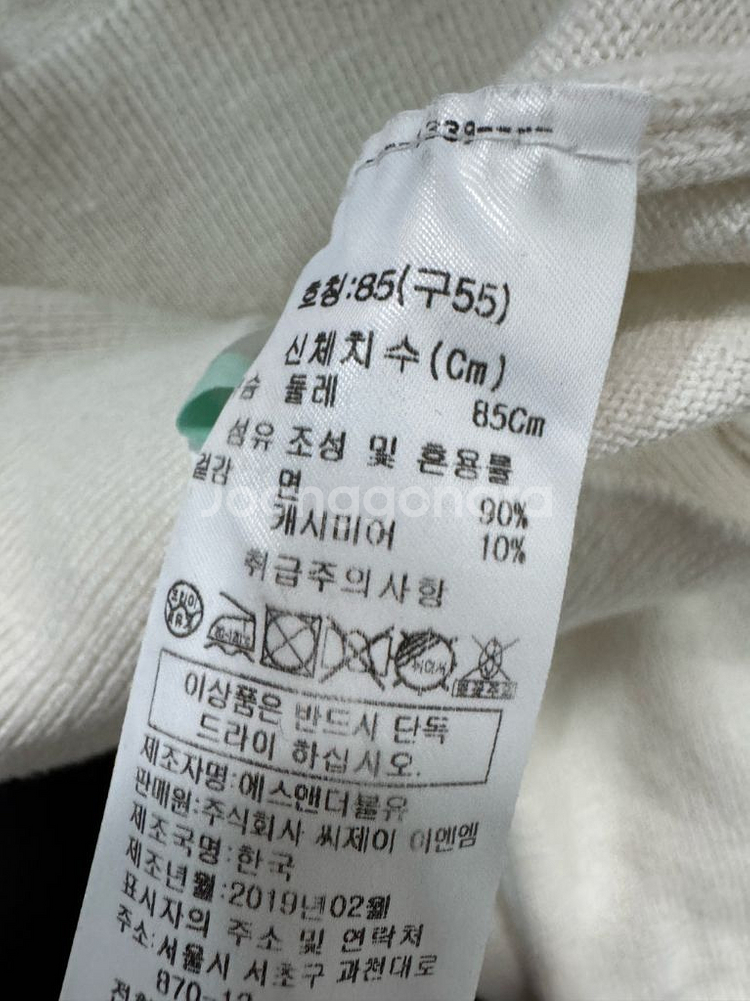 호칭:85(구55)
신체치수(Cm)
둘레 85Cm
섬유 조성 및 혼용률
겉감 면 90%
캐시미어 10%
취급주의사항
드라이
이상품은 반드시 단독
드라이 하십시오.
제조자명:에스앤더블유
판매원:주식회사 씨제이 이엔엠
제조국명:한국
제조년월:2019년02월
표시자의 주소 및 연락처
주소:서울시 서초구 과천대로
Joonggonara